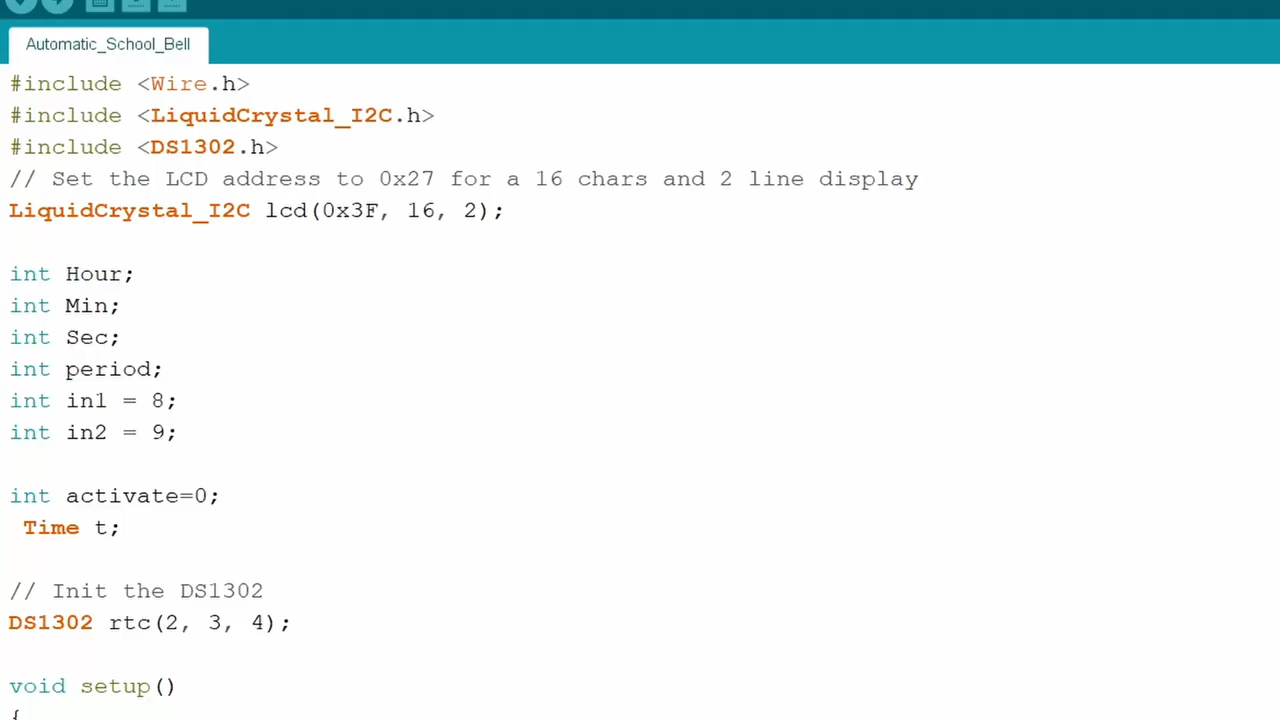 Automatic_School_Bell
#include <Wire.h>
#include <LiquidCrystal_I2C.h>
#include <DS1302.h>
// Set the LCD address to 0x27 for a 16 chars and 2 line display
LiquidCrystal_I2C lcd(0x3F, 16, 2);
int Hour;
int Min;
int Sec;
int period;
int in1 = 8;
int in2 = 9;
int activate=0;
Time t;
// Init the DS1302
DS1302 rtc(2, 3, 4);
void setup()
{